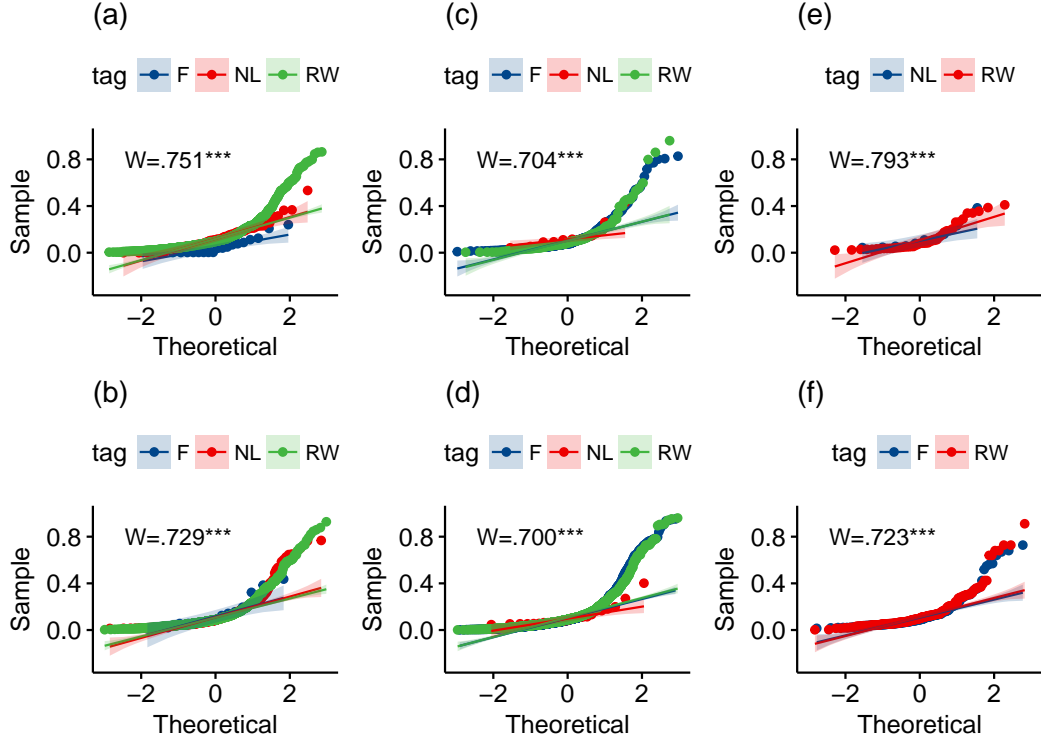 (a)
tag F NL RW
W=.751***
Sample
0.8
0.4
0.0
−2 0 2
Theoretical
(c)
tag F NL RW
W=.704***
Sample
0.8
0.4
0.0
−2 0 2
Theoretical
(e)
tag NL RW
W=.793***
Sample
0.8
0.4
0.0
−2 0 2
Theoretical
(b)
tag F NL RW
W=.729***
Sample
0.8
0.4
0.0
−2 0 2
Theoretical
(d)
tag F NL RW
W=.700***
Sample
0.8
0.4
0.0
−2 0 2
Theoretical
(f)
tag F RW
W=.723***
Sample
0.8
0.4
0.0
−2 0 2
Theoretical